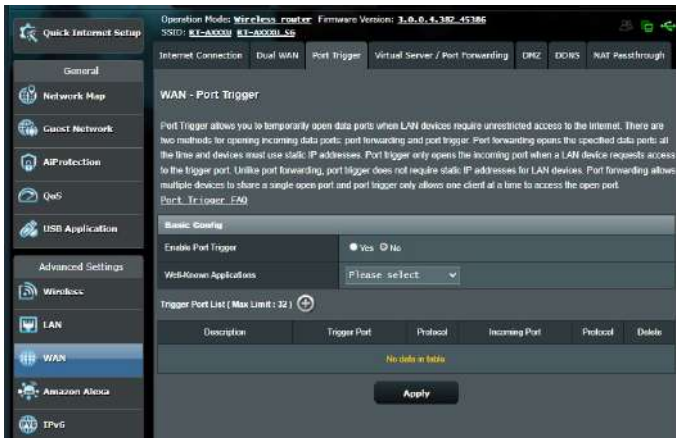 Quick Internet Setup
General
Network Map
Guest Network
AiProtection
QoS
USB Application
Advanced Settings
Wireless
LAN
WAN
Amazon Alexa
IPv6
Operation Mode: Wireless router Firmware Version: 3.0.0.4.382_45386
SSID: RT-AXXXU RT-AXXXU_5G
Internet Connection Dual WAN Port Trigger Virtual Server / Port Forwarding DMZ DDNS NAT Passthrough
WAN - Port Trigger
Port Trigger allows you to temporarily open data ports when LAN devices require unrestricted access to the Internet. There are
two methods for opening incoming data ports: port forwarding and port trigger. Port forwarding opens the specified data ports all
the time and devices must use static IP addresses. Port trigger only opens the incoming port when a LAN device requests access
to the trigger port. Unlike port forwarding, port trigger does not require static IP addresses for LAN devices. Port forwarding allows
multiple devices to share a single open port and port trigger only allows one client at a time to access the open port.
Port Trigger FAQ
Basic Config
Enable Port Trigger Yes No
Well-Known Applications Please select
Trigger Port List ( Max Limit : 32 )
Description Trigger Port Protocol Incoming Port Protocol Delete
No data in table.
Apply